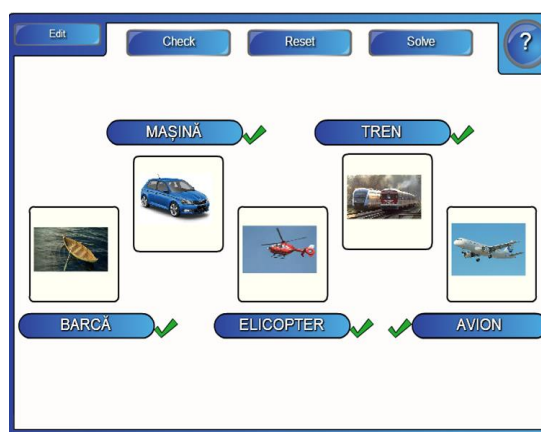 Edit
Check
Reset
Solve
?
MAȘINĂ
TREN
BARCĂ
ELICOPTER
AVION